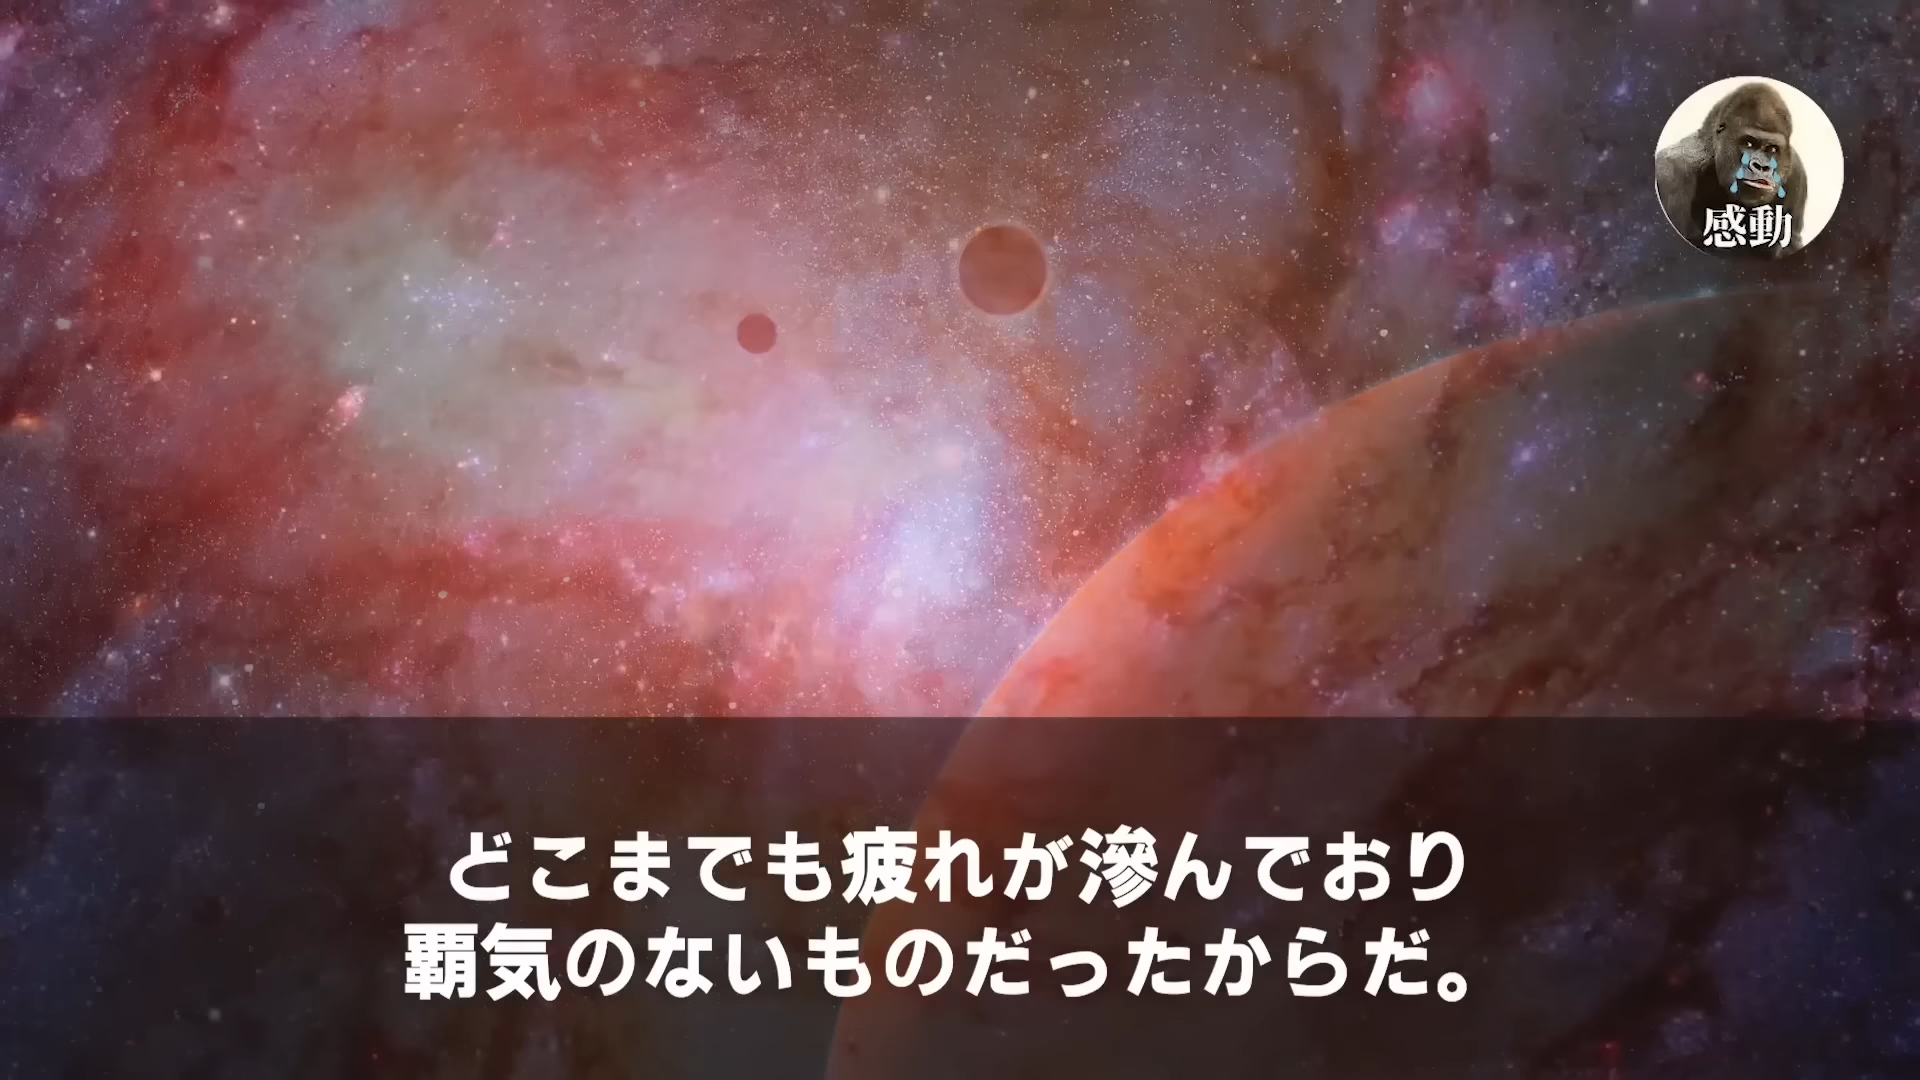 感動
どこまでも疲れが滲んでおり
覇気のないものだったからだ。